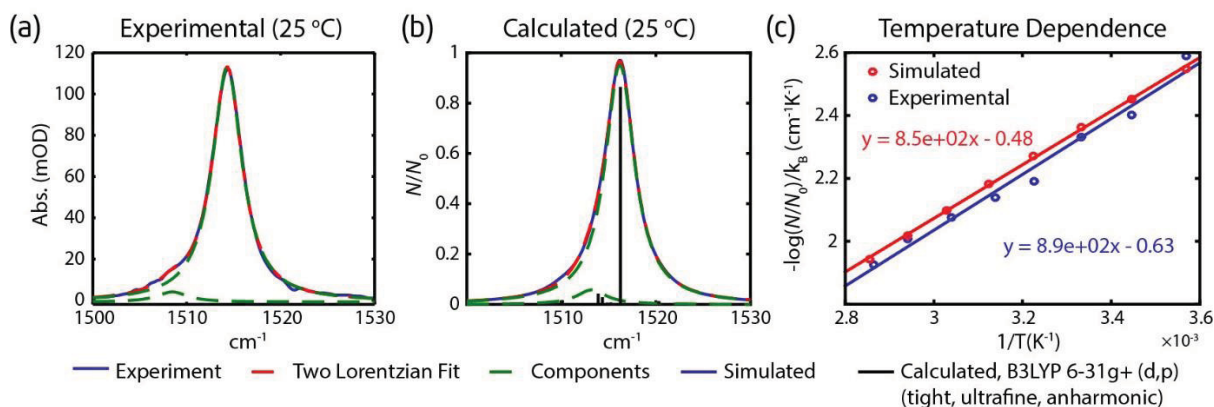 (a) Experimental (25 °C)
(b) Calculated (25 °C)
(c) Temperature Dependence
Abs. (mOD)
120
100
80
60
40
20
0
1500 1510 1520 1530
cm⁻¹
N/N₀
1
0.8
0.6
0.4
0.2
0
1510 1520 1530
cm⁻¹
-log(N/N₀)/k_B (cm⁻¹K⁻¹)
2.6
2.4
2.2
2
Simulated
Experimental
y = 8.5e+02x - 0.48
y = 8.9e+02x - 0.63
2.8 3 3.2 3.4 3.6
×10⁻³
1/T(K⁻¹)
Experiment Two Lorentzian Fit Components Simulated Calculated, B3LYP 6-31g+ (d,p)
(tight, ultrafine, anharmonic)